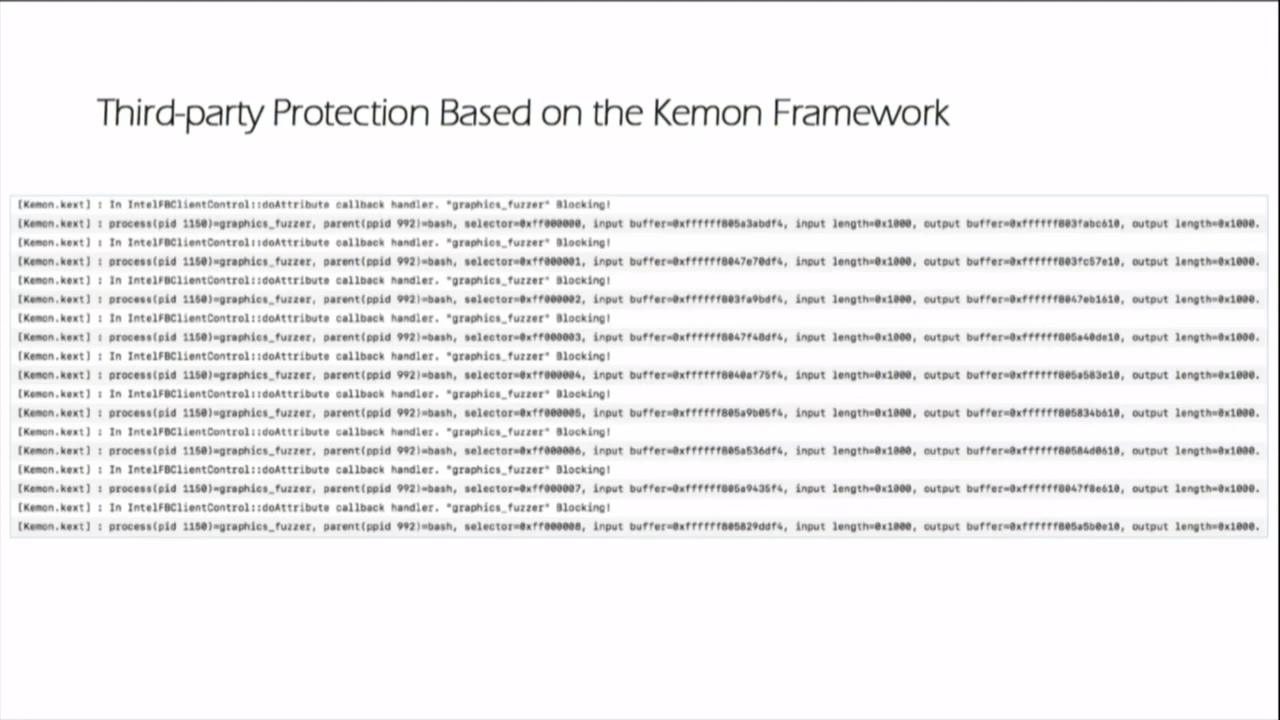 Third-party Protection Based on the Kemon Framework
[Kemon.kext] : In IntelFBClientControl::doAttribute callback handler. "graphics_fuzzer" Blocking!
[Kemon.kext] : process(pid 1150)=graphics_fuzzer, parent(ppid 992)=bash, selector=0xff000000, input buffer=0xffffff805a3abdf4, input length=0x1000, output buffer=0xffffff803fabc610, output length=0x1000.
[Kemon.kext] : In IntelFBClientControl::doAttribute callback handler. "graphics_fuzzer" Blocking!
[Kemon.kext] : process(pid 1150)=graphics_fuzzer, parent(ppid 992)=bash, selector=0xff000001, input buffer=0xffffff8047e70df4, input length=0x1000, output buffer=0xffffff803fc57e10, output length=0x1000.
[Kemon.kext] : In IntelFBClientControl::doAttribute callback handler. "graphics_fuzzer" Blocking!
[Kemon.kext] : process(pid 1150)=graphics_fuzzer, parent(ppid 992)=bash, selector=0xff000002, input buffer=0xffffff803fa9bdf4, input length=0x1000, output buffer=0xffffff8047eb1610, output length=0x1000.
[Kemon.kext] : In IntelFBClientControl::doAttribute callback handler. "graphics_fuzzer" Blocking!
[Kemon.kext] : process(pid 1150)=graphics_fuzzer, parent(ppid 992)=bash, selector=0xff000003, input buffer=0xffffff8047f48df4, input length=0x1000, output buffer=0xffffff805a40de10, output length=0x1000.
[Kemon.kext] : In IntelFBClientControl::doAttribute callback handler. "graphics_fuzzer" Blocking!
[Kemon.kext] : process(pid 1150)=graphics_fuzzer, parent(ppid 992)=bash, selector=0xff000004, input buffer=0xffffff8040af75f4, input length=0x1000, output buffer=0xffffff805a583e10, output length=0x1000.
[Kemon.kext] : In IntelFBClientControl::doAttribute callback handler. "graphics_fuzzer" Blocking!
[Kemon.kext] : process(pid 1150)=graphics_fuzzer, parent(ppid 992)=bash, selector=0xff000005, input buffer=0xffffff805a9b05f4, input length=0x1000, output buffer=0xffffff805834b610, output length=0x1000.
[Kemon.kext] : In IntelFBClientControl::doAttribute callback handler. "graphics_fuzzer" Blocking!
[Kemon.kext] : process(pid 1150)=graphics_fuzzer, parent(ppid 992)=bash, selector=0xff000006, input buffer=0xffffff805a536df4, input length=0x1000, output buffer=0xffffff80584d0610, output length=0x1000.
[Kemon.kext] : In IntelFBClientControl::doAttribute callback handler. "graphics_fuzzer" Blocking!
[Kemon.kext] : process(pid 1150)=graphics_fuzzer, parent(ppid 992)=bash, selector=0xff000007, input buffer=0xffffff805a9435f4, input length=0x1000, output buffer=0xffffff8047f8e610, output length=0x1000.
[Kemon.kext] : In IntelFBClientControl::doAttribute callback handler. "graphics_fuzzer" Blocking!
[Kemon.kext] : process(pid 1150)=graphics_fuzzer, parent(ppid 992)=bash, selector=0xff000008, input buffer=0xffffff805829ddf4, input length=0x1000, output buffer=0xffffff805a5b0e10, output length=0x1000.